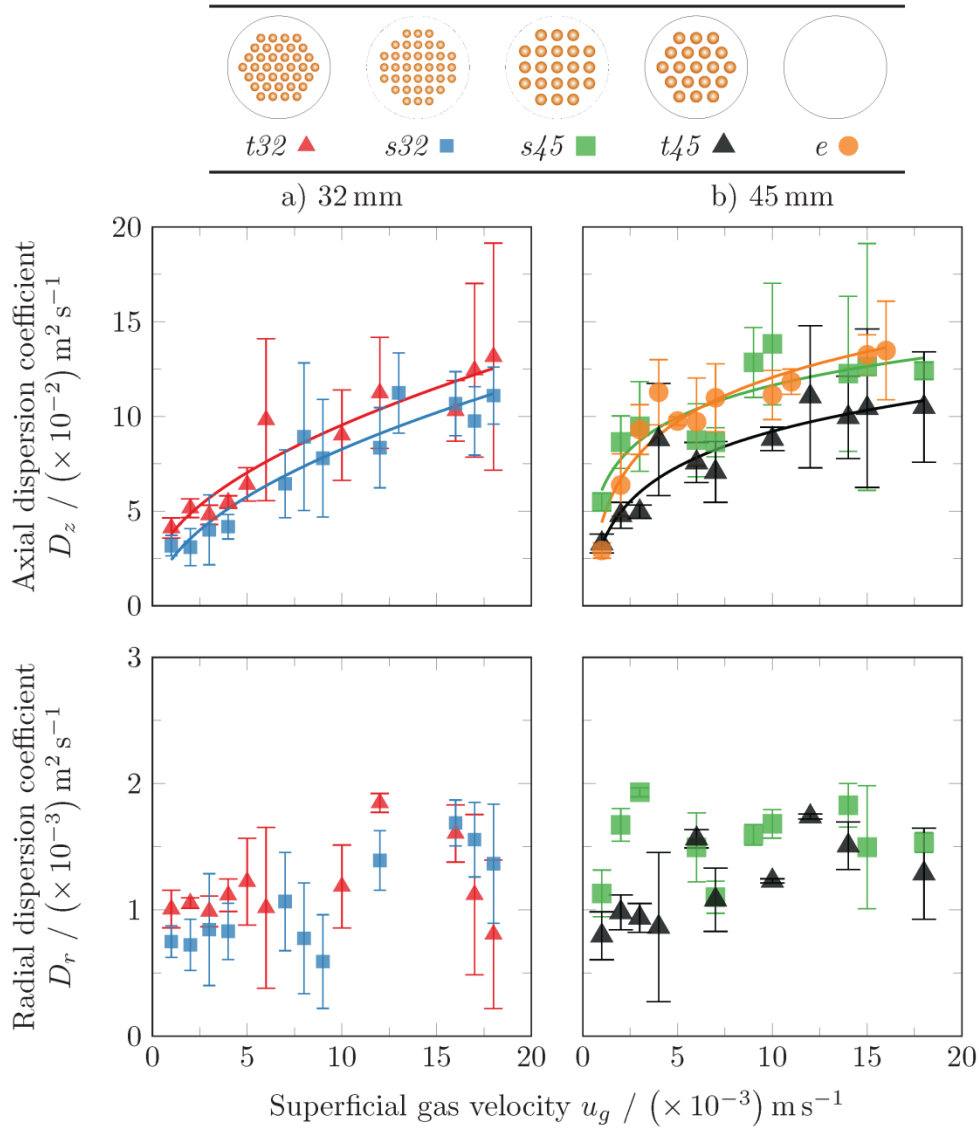 t32 s32 s45 t45 e
a) 32 mm b) 45 mm
Axial dispersion coefficient
D_z / (× 10⁻²) m² s⁻¹
20
15
10
5
0
Radial dispersion coefficient
D_r / (× 10⁻³) m² s⁻¹
3
2
1
0
0 5 10 15 20 0 5 10 15 20
Superficial gas velocity u_g / (× 10⁻³) m s⁻¹